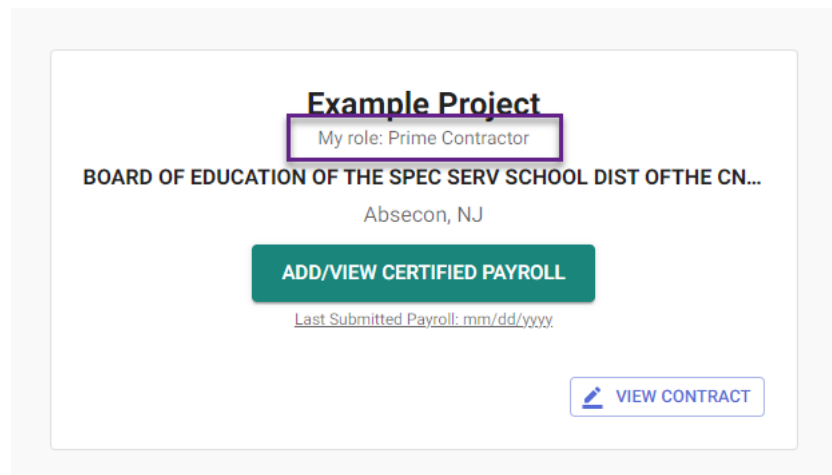 Example Project
My role: Prime Contractor
BOARD OF EDUCATION OF THE SPEC SERV SCHOOL DIST OFTHE CN...
Absecon, NJ
ADD/VIEW CERTIFIED PAYROLL
Last Submitted Payroll: mm/dd/yyyy
VIEW CONTRACT